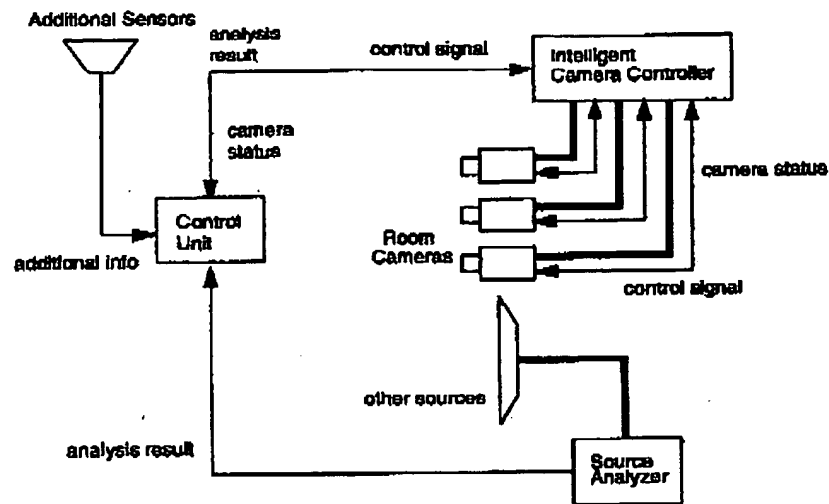 Additional Sensors
analysis
result
control signal
Intelligent
Camera Controller
camera
status
camera status
Control
Unit
Room
Cameras
additional info
control signal
other sources
analysis result
Source
Analyzer